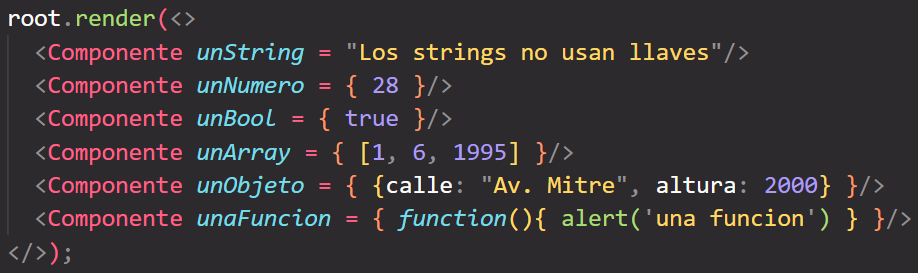 root.render(<>
<Componente unString = "Los strings no usan llaves"/>
<Componente unNumero = { 28 }/>
<Componente unBool = { true }/>
<Componente unArray = { [1, 6, 1995] }/>
<Componente unObjeto = { {calle: "Av. Mitre", altura: 2000} }/>
<Componente unaFuncion = { function(){ alert('una funcion') } }/>
</>);